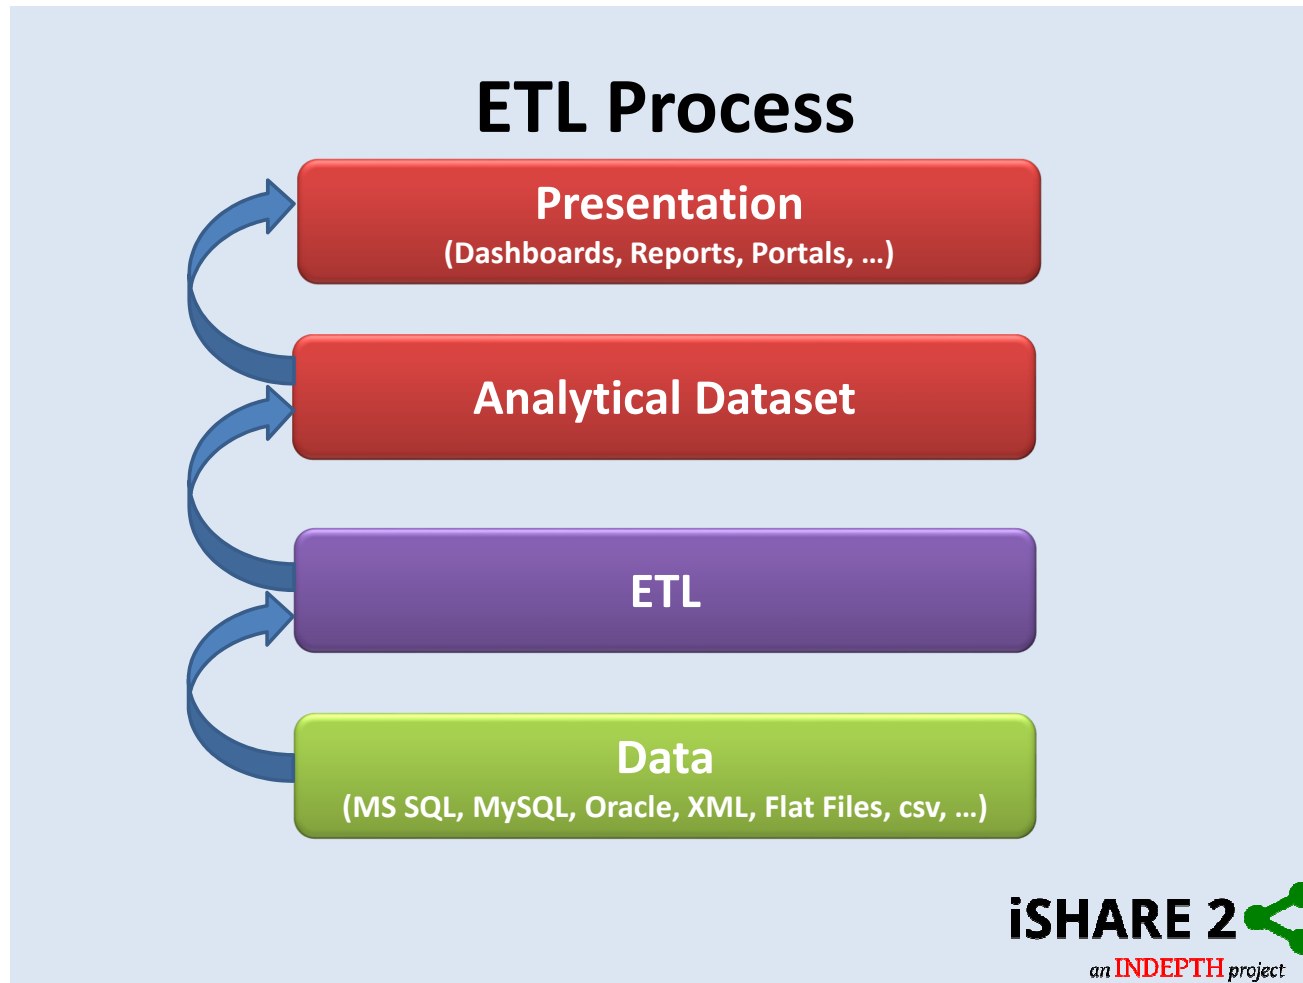 ETL Process
Presentation
(Dashboards, Reports, Portals, …)
Analytical Dataset
ETL
Data
(MS SQL, MySQL, Oracle, XML, Flat Files, csv, …)
iSHARE 2
an INDEPTH project